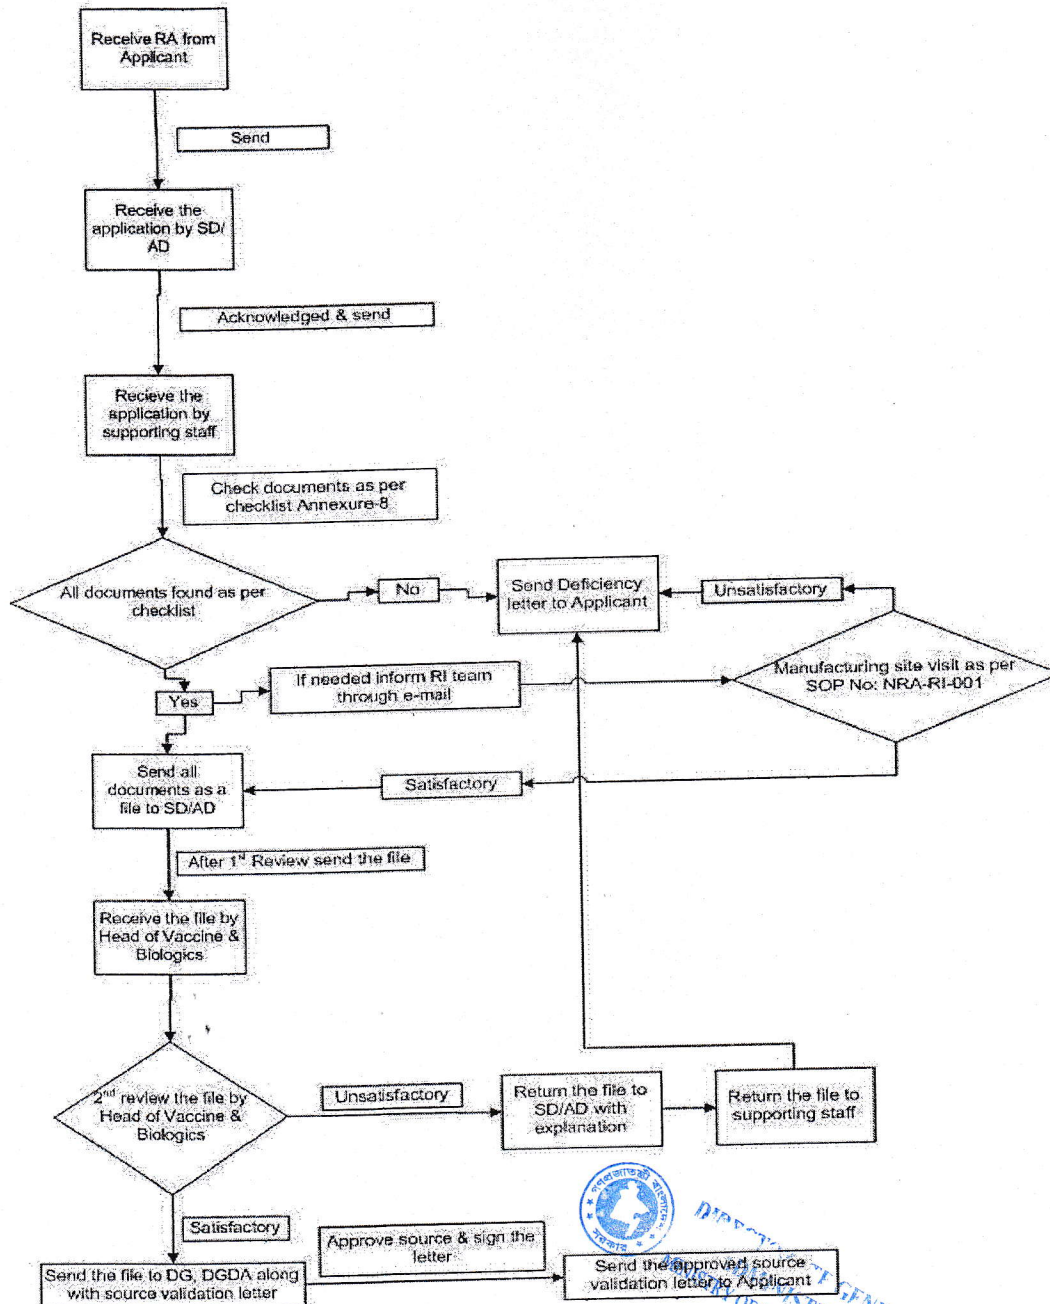 Receive RA from
Applicant
Send
Receive the
application by SD/
AD
Acknowledged & send
Recieve the
application by
supporting staff
Check documents as per
checklist Annexure-8
All documents found as per
checklist
No
Send Deficiency
letter to Applicant
Unsatisfactory
Manufacturing site visit as per
SOP No: NRA-RI-001
If needed inform RI team
through e-mail
Yes
Send all
documents as a
file to SD/AD
Satisfactory
After 1st Review send the file
Receive the file by
Head of Vaccine &
Biologics
2nd review the file by
Head of Vaccine &
Biologics
Unsatisfactory
Return the file to
SD/AD with
explanation
Return the file to
supporting staff
Satisfactory
Approve source & sign the
letter
Send the file to DG, DGDA along
with source validation letter
Send the approved source
validation letter to Applicant